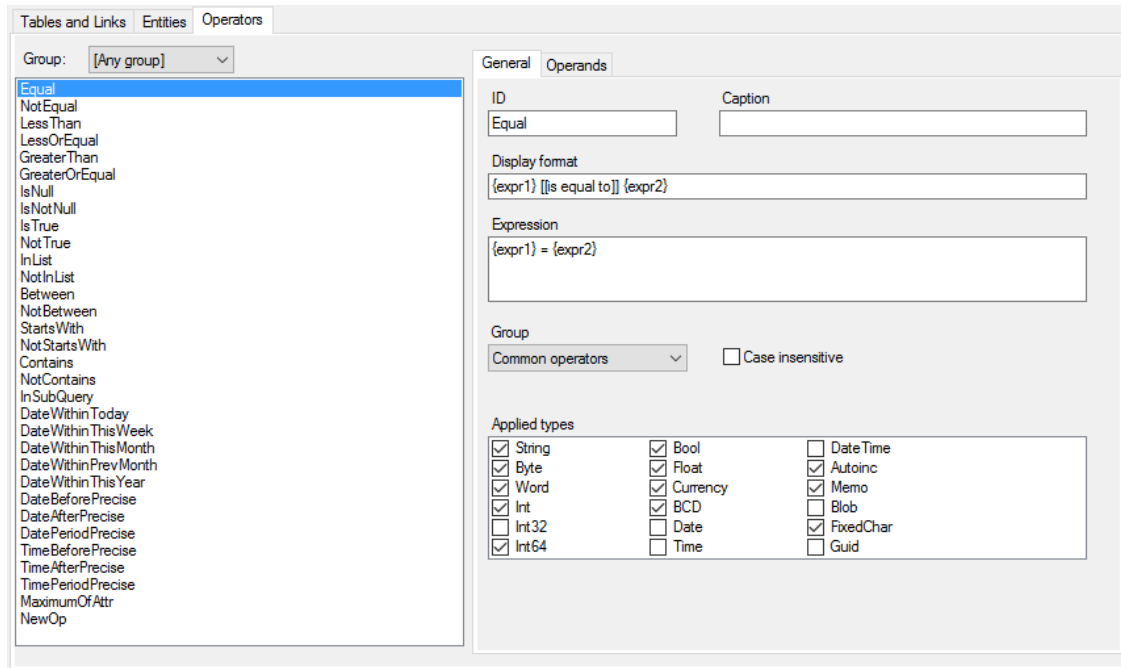 Tables and Links Entities Operators
Group: [Any group]
Equal
NotEqual
LessThan
LessOrEqual
GreaterThan
GreaterOrEqual
IsNull
IsNotNull
IsTrue
NotTrue
InList
NotInList
Between
NotBetween
StartsWith
NotStartsWith
Contains
NotContains
InSubQuery
DateWithinToday
DateWithinThisWeek
DateWithinThisMonth
DateWithinPrevMonth
DateWithinThisYear
DateBeforePrecise
DateAfterPrecise
DatePeriodPrecise
TimeBeforePrecise
TimeAfterPrecise
TimePeriodPrecise
MaximumOfAttr
NewOp
General Operands
ID Caption
Equal
Display format
{expr1} [[is equal to]] {expr2}
Expression
{expr1} = {expr2}
Group
Common operators Case insensitive
Applied types
String Bool DateTime
Byte Float Autoinc
Word Currency Memo
Int BCD Blob
Int32 Date FixedChar
Int64 Time Guid